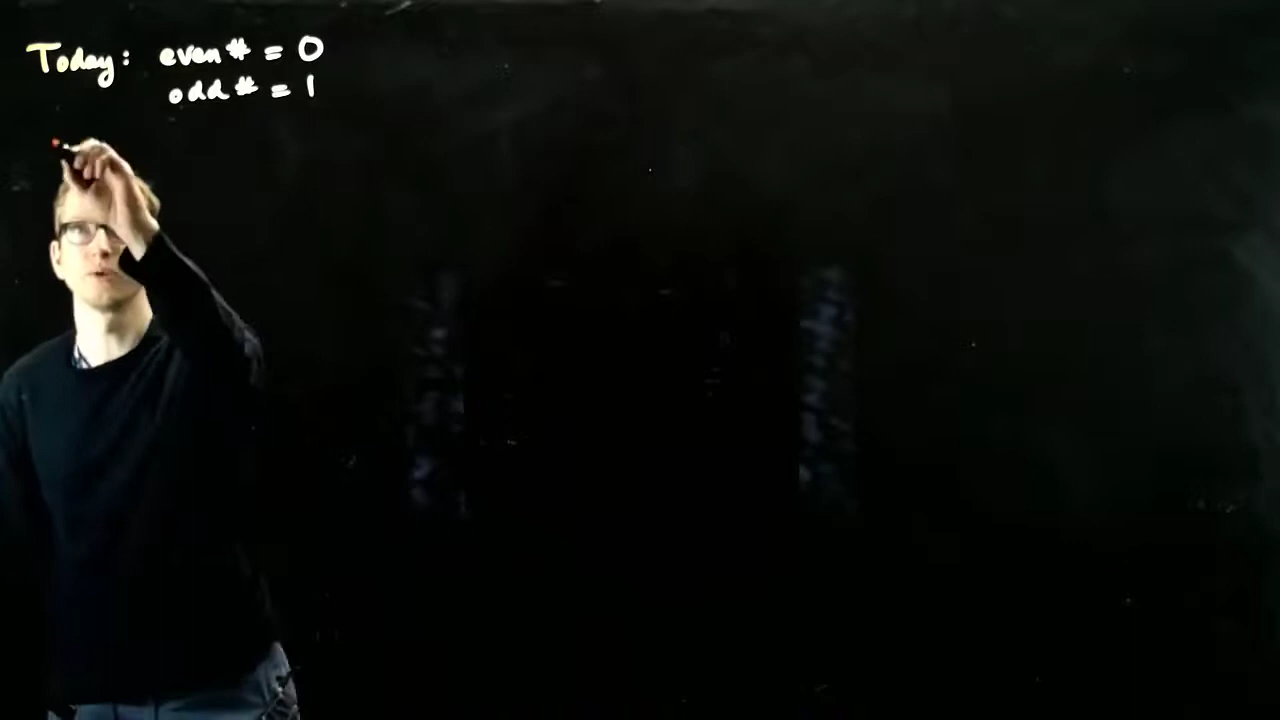 Today: even # = 0
odd # = 1